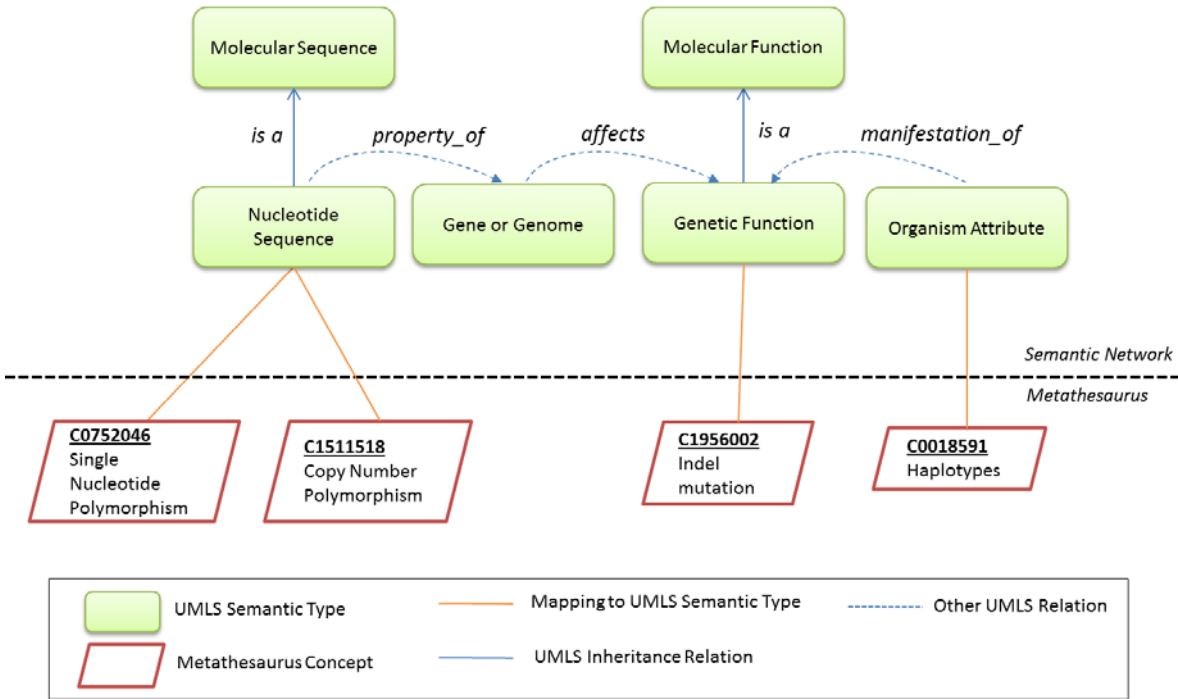 Molecular Sequence
Molecular Function
is a
property_of
affects
is a
manifestation_of
Nucleotide
Sequence
Gene or Genome
Genetic Function
Organism Attribute
Semantic Network
Metathesaurus
C0752046
Single
Nucleotide
Polymorphism
C1511518
Copy Number
Polymorphism
C1956002
Indel
mutation
C0018591
Haplotypes
UMLS Semantic Type
Mapping to UMLS Semantic Type
Other UMLS Relation
Metathesaurus Concept
UMLS Inheritance Relation